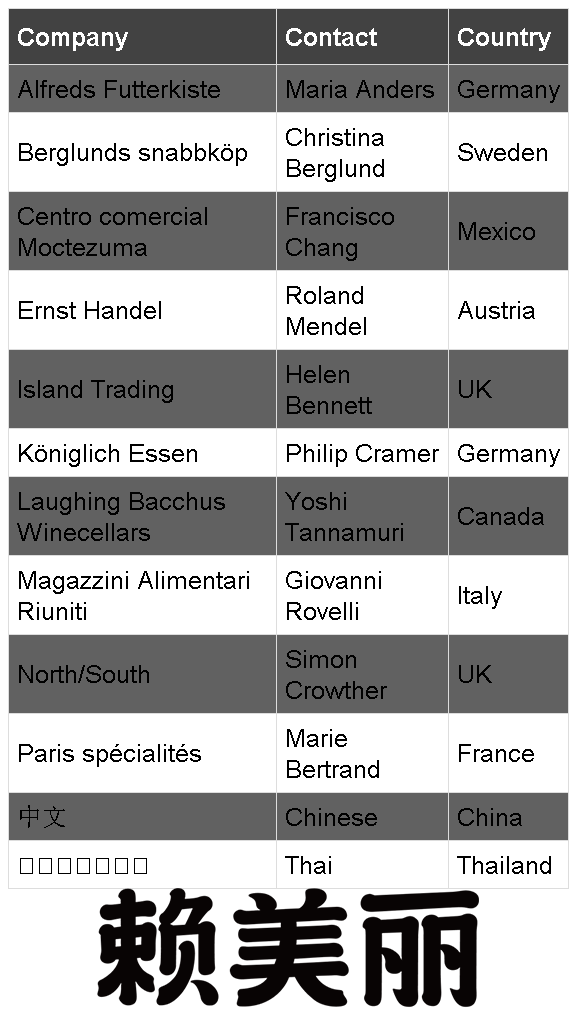 Company Contact Country
Alfreds Futterkiste Maria Anders Germany
Berglunds snabbköp Christina Berglund Sweden
Centro comercial Moctezuma Francisco Chang Mexico
Ernst Handel Roland Mendel Austria
Island Trading Helen Bennett UK
Königlich Essen Philip Cramer Germany
Laughing Bacchus Winecellars Yoshi Tannamuri Canada
Magazzini Alimentari Riuniti Giovanni Rovelli Italy
North/South Simon Crowther UK
Paris spécialités Marie Bertrand France
中文 Chinese China
Thai Thailand
赖美丽